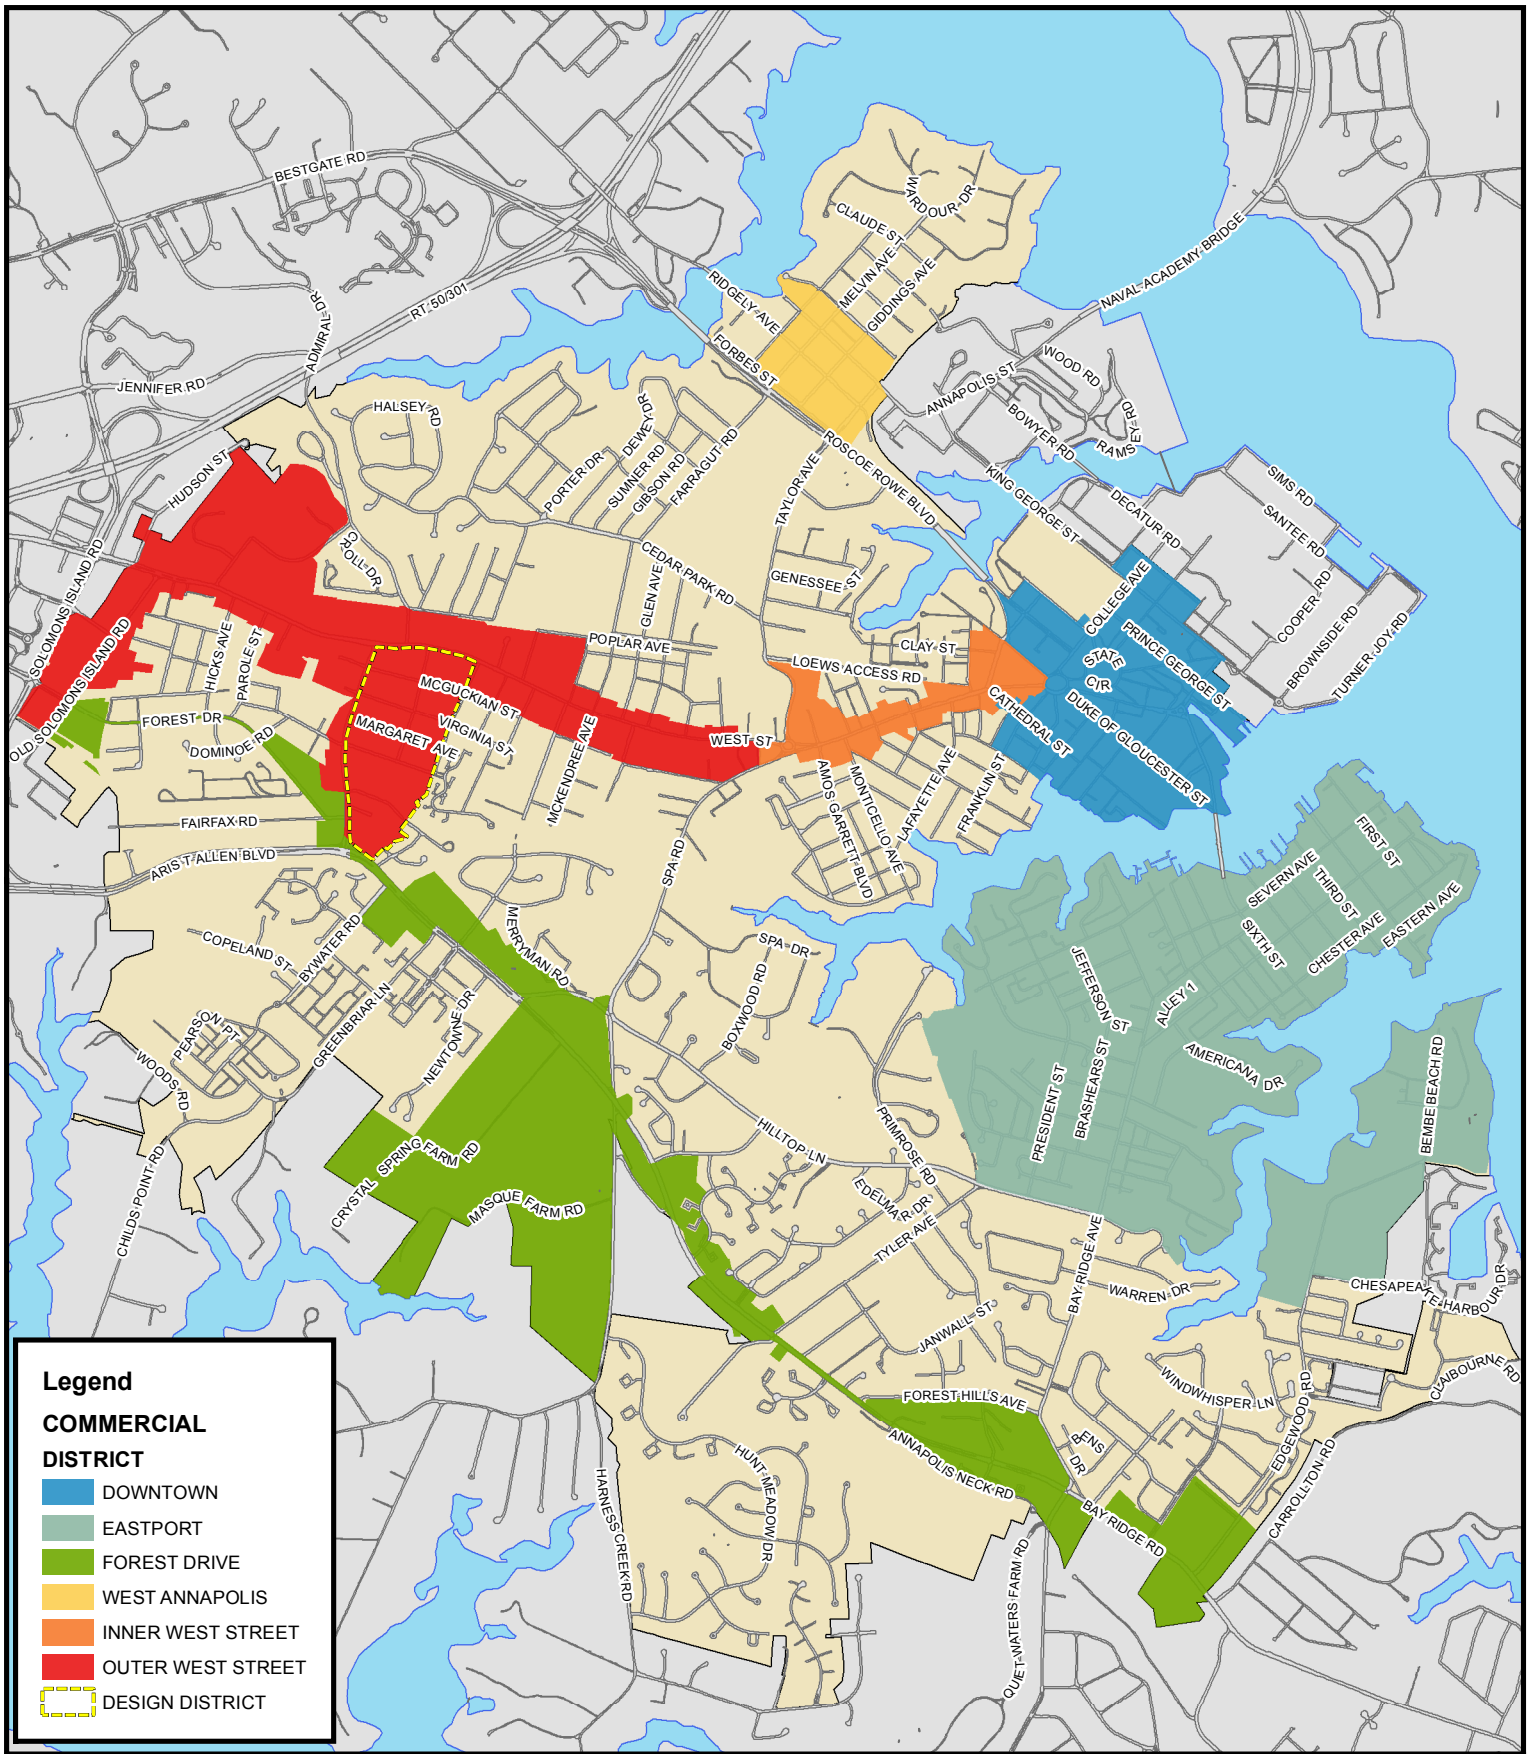 BESTGATE RD
WARDOUR DR
CLAUDE ST
MELVIN AVE
GIDDINGS AVE
NAVAL ACADEMY BRIDGE
RIDGELY AVE
RT 50/301
ADMIRAL DR
FORBES ST
WOOD RD
ANNAPOLIS ST
JENNIFER RD
BOWYER RD
RAMSEY RD
HALSEY RD
DEWEY DR
PORTER DR
SUMNER RD
GIBSON RD
FARRAGUT RD
TAYLOR AVE
ROSCOE ROWE BLVD
HUDSON ST
KING GEORGE ST
DECATUR RD
SIMS RD
SANTEE RD
COOPER RD
BROWNSIDE RD
TURNER JOY RD
CROLL DR
CEDAR PARK RD
GLEN AVE
GENESSEE ST
COLLEGE AVE
PRINCE GEORGE ST
SOLOMONS ISLAND RD
OLD SOLOMONS ISLAND RD
HICKS AVE
PAROLE ST
POPLAR AVE
CLAY ST
LOEWS ACCESS RD
STATE
CIR
MCGUCKIAN ST
VIRGINIA ST
MARGARET AVE
FOREST DR
DOMINOE RD
MCKENDREE AVE
WEST ST
CATHEDRAL ST
DUKE OF GLOUCESTER ST
AMOS GARRETT BLVD
MONTICELLO AVE
LAFAYETTE AVE
FRANKLIN ST
FAIRFAX RD
ARIS T ALLEN BLVD
SPA RD
FIRST ST
SEVERN AVE
THIRD ST
EASTERN AVE
CHESTER AVE
SIXTH ST
COPELAND ST
BYWATER RD
MERRYMAN RD
SPA DR
BOXWOOD RD
JEFFERSON ST
ALLEY 1
GREENBRIAR LN
NEWTOWNE DR
PEARSON PT
WOODS RD
AMERICANA DR
BEMBE BEACH RD
PRESIDENT ST
BRASHEARS ST
PRIMROSE RD
HILLTOP LN
CHILDS POINT RD
CRYSTAL SPRING FARM RD
MASQUE FARM RD
EDELMAR DR
TYLER AVE
BAY RIDGE AVE
WARREN DR
CHESAPEAKE HARBOUR DR
JANWALL ST
CLAIBOURNE RD
WINDWHISPER LN
EDGEWOOD RD
FOREST HILLS AVE
ANNAPOLIS NECK RD
BENS DR
BAY RIDGE RD
CARROLLTON RD
HUNT MEADOW DR
HARNESS CREEK RD
QUIET WATERS FARM RD
Legend
COMMERCIAL
DISTRICT
DOWNTOWN
EASTPORT
FOREST DRIVE
WEST ANNAPOLIS
INNER WEST STREET
OUTER WEST STREET
DESIGN DISTRICT